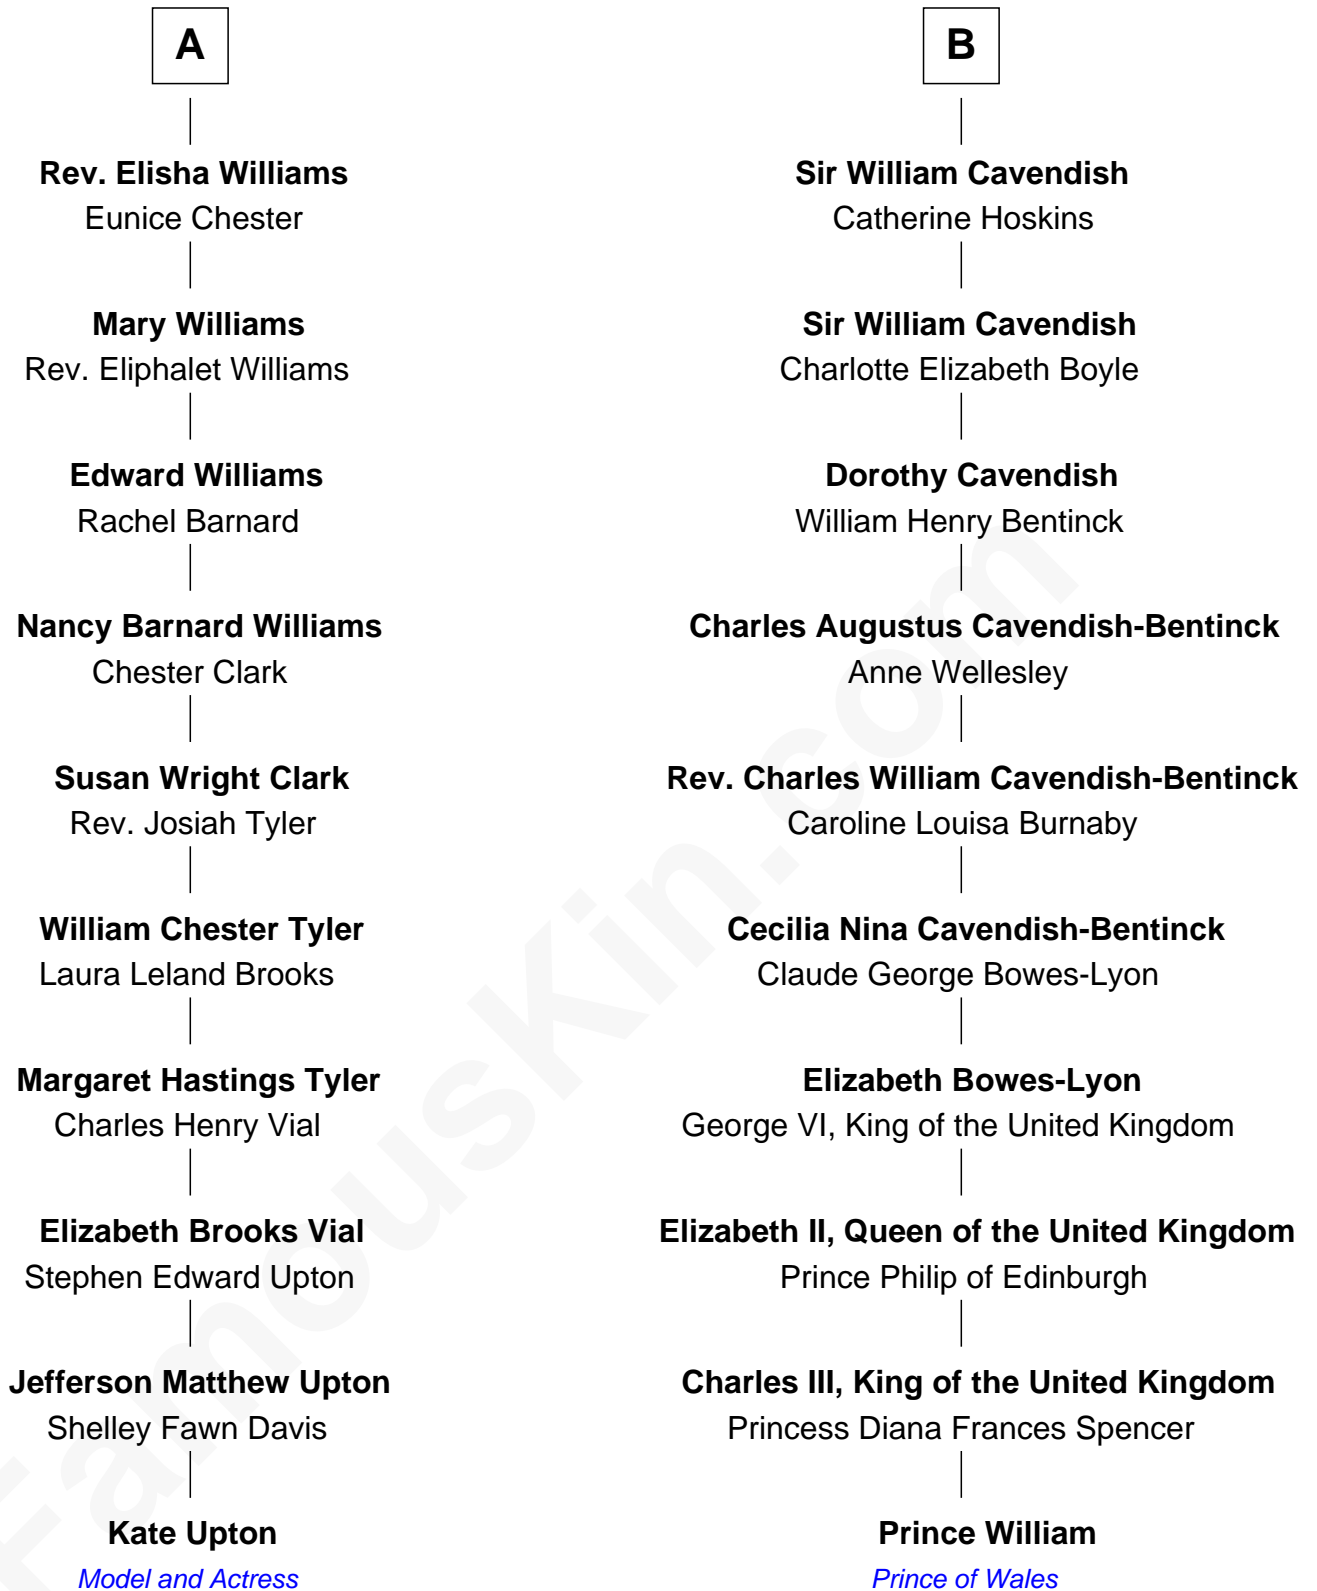 A
B
Rev. Elisha Williams
Eunice Chester
Sir William Cavendish
Catherine Hoskins
Mary Williams
Rev. Eliphalet Williams
Sir William Cavendish
Charlotte Elizabeth Boyle
Edward Williams
Rachel Barnard
Dorothy Cavendish
William Henry Bentinck
Nancy Barnard Williams
Chester Clark
Charles Augustus Cavendish-Bentinck
Anne Wellesley
Susan Wright Clark
Rev. Josiah Tyler
Rev. Charles William Cavendish-Bentinck
Caroline Louisa Burnaby
William Chester Tyler
Laura Leland Brooks
Cecilia Nina Cavendish-Bentinck
Claude George Bowes-Lyon
Margaret Hastings Tyler
Charles Henry Vial
Elizabeth Bowes-Lyon
George VI, King of the United Kingdom
Elizabeth Brooks Vial
Stephen Edward Upton
Elizabeth II, Queen of the United Kingdom
Prince Philip of Edinburgh
Jefferson Matthew Upton
Shelley Fawn Davis
Charles III, King of the United Kingdom
Princess Diana Frances Spencer
Kate Upton
Model and Actress
Prince William
Prince of Wales
FamousKin.com